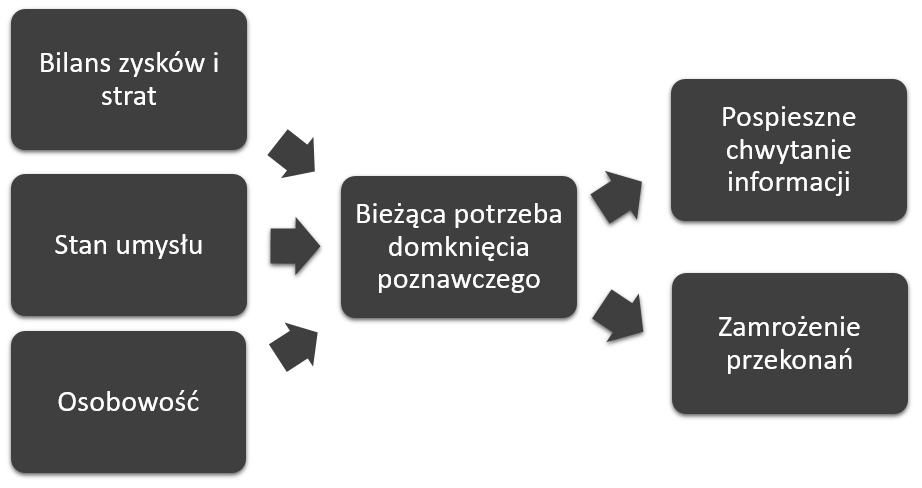 Bilans zysków i
strat
Stan umysłu
Osobowość
Bieżąca potrzeba
domknięcia
poznawczego
Pospieszne
chwytanie
informacji
Zamrożenie
przekonań